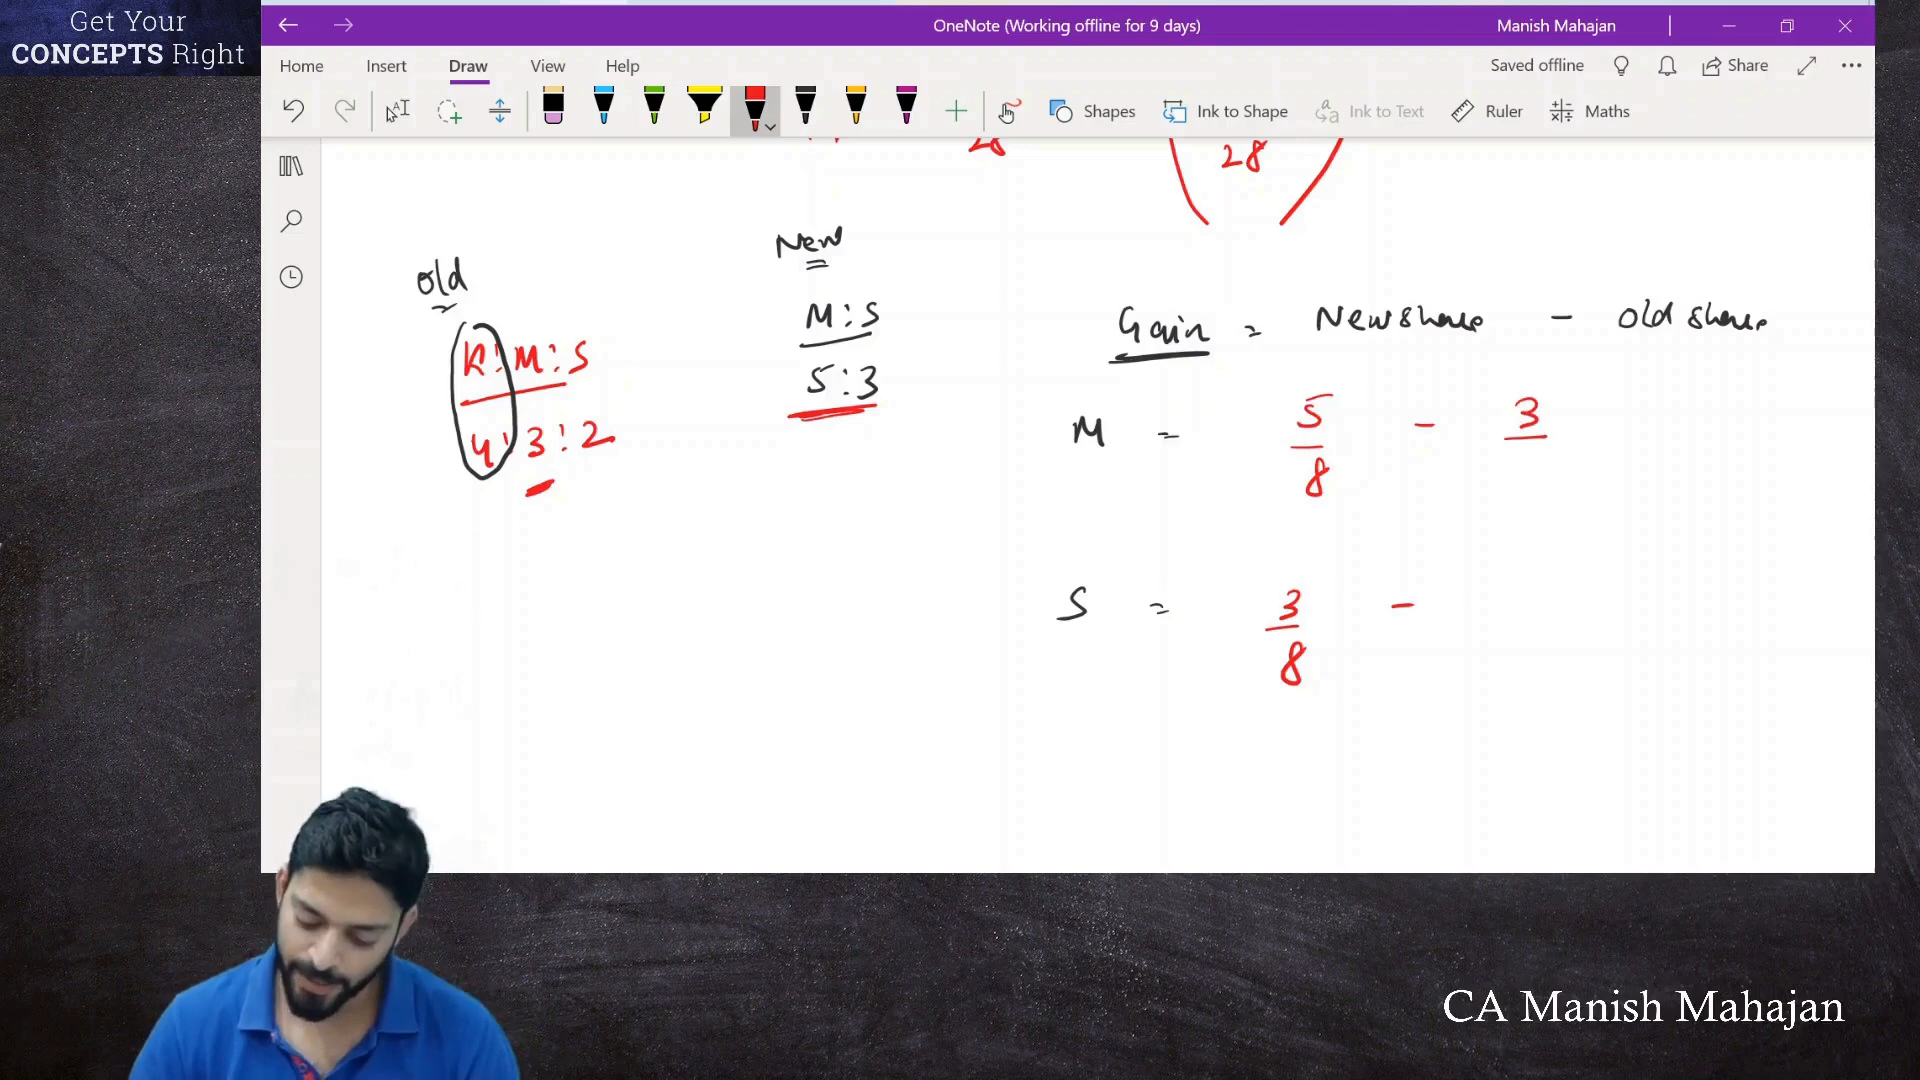 Get Your
CONCEPTS Right
OneNote (Working offline for 9 days)
Manish Mahajan
Home Insert Draw View Help
Saved offline
Share
Shapes
Ink to Shape
Ink to Text
Ruler
Maths
28
28
Old
K:M:S
4:3:2
New
M:S
5:3
Gain = New share - Old share
M = 5/8 - 3
S = 3/8 -
CA Manish Mahajan